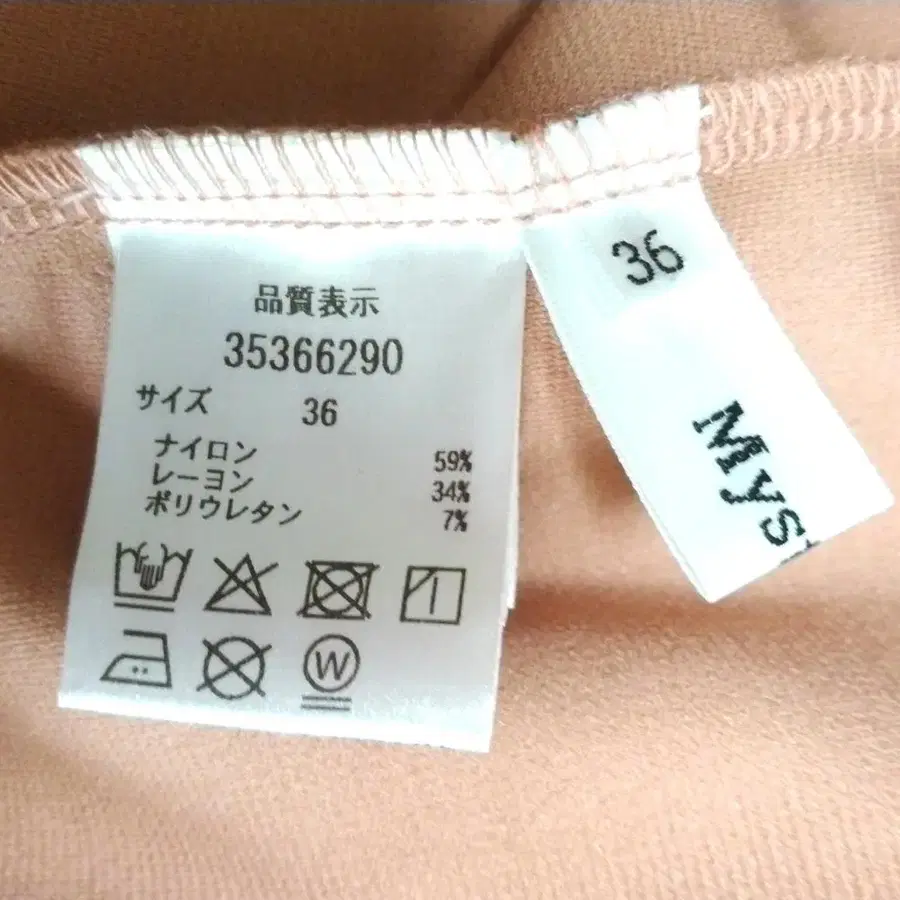 品質表示
35366290
サイズ 36
ナイロン 59%
レーヨン 34%
ポリウレタン 7%
W
36
Mys